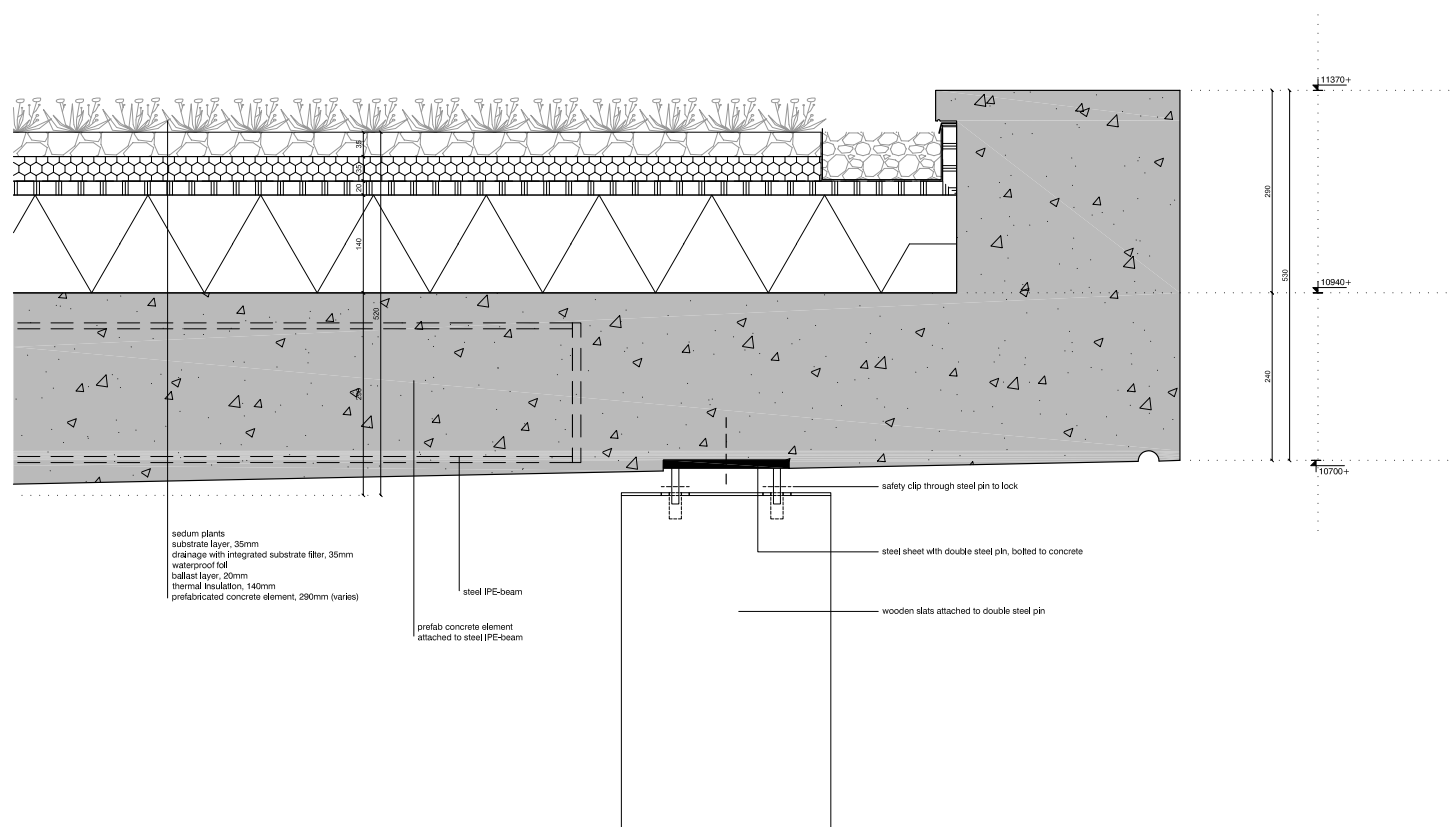 11370+
35
35
20
290
140
530
10940+
520
240
290
10700+
safety clip through steel pin to lock
sedum plants
substrate layer, 35mm
drainage with integrated substrate filter, 35mm
waterproof foil
ballast layer, 20mm
thermal insulation, 140mm
prefabricated concrete element, 290mm (varies)
steel sheet with double steel pin, bolted to concrete
steel IPE-beam
wooden slats attached to double steel pin
prefab concrete element
attached to steel IPE-beam